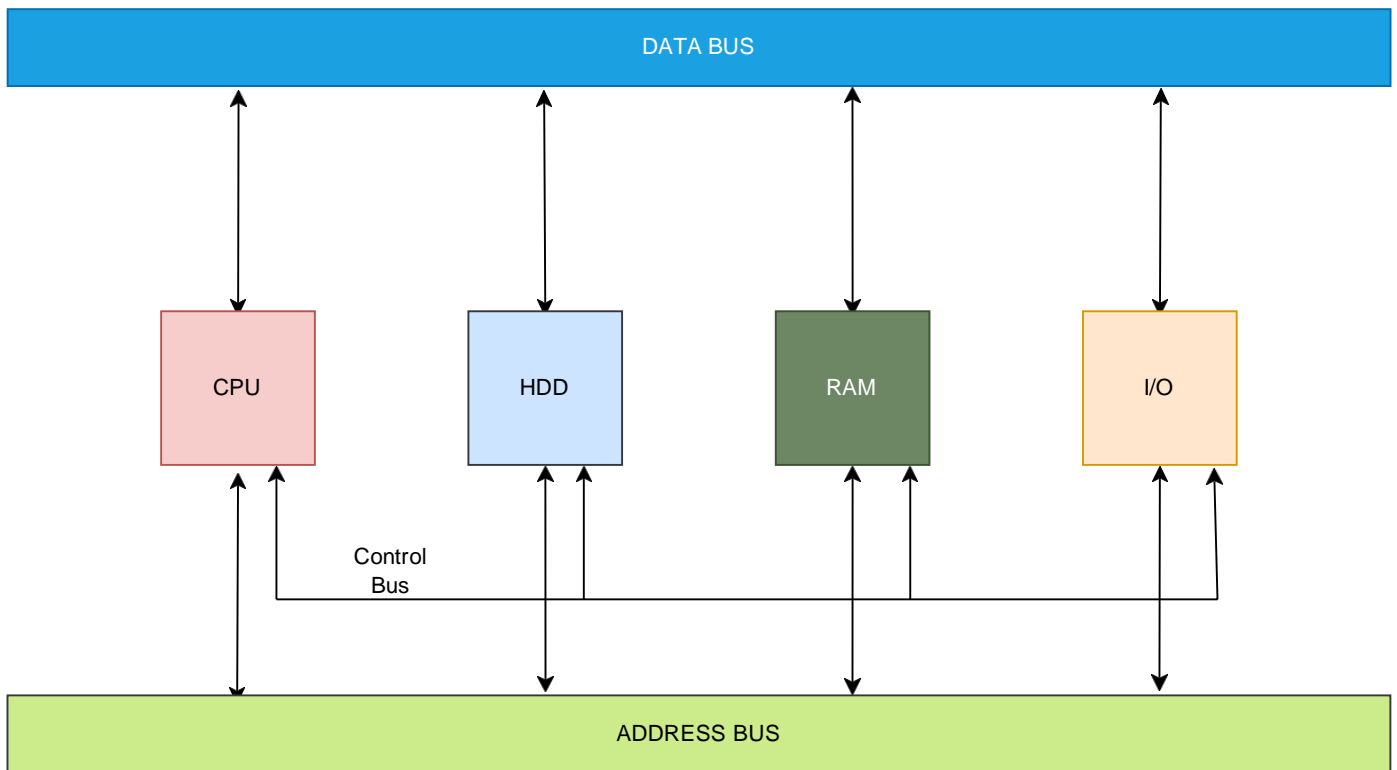 DATA BUS
CPU
HDD
RAM
I/O
Control
Bus
ADDRESS BUS